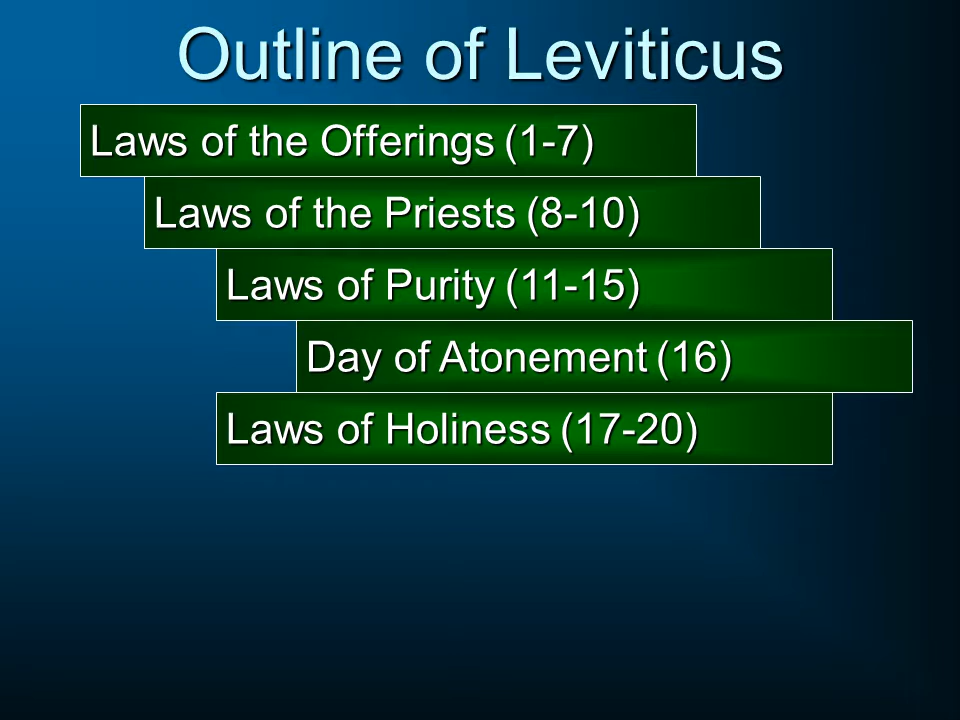 Outline of Leviticus
Laws of the Offerings (1-7)
Laws of the Priests (8-10)
Laws of Purity (11-15)
Day of Atonement (16)
Laws of Holiness (17-20)